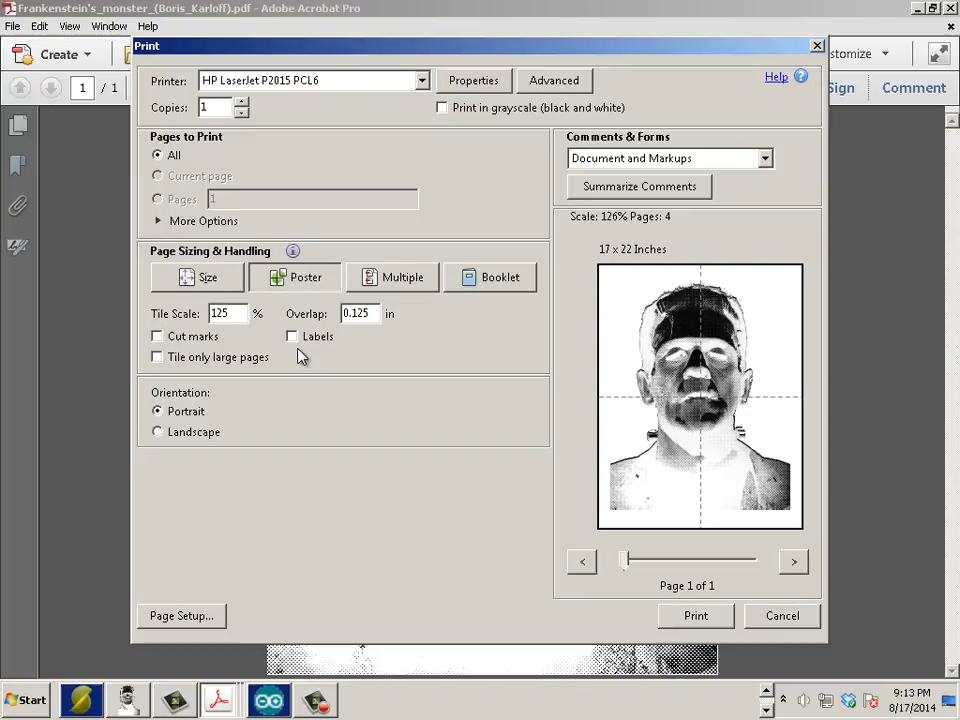 Frankenstein's_monster_(Boris_Karloff).pdf - Adobe Acrobat Pro
File Edit View Window Help
Create
stomize
1 / 1
Sign Comment
Print
Printer: HP LaserJet P2015 PCL6 Properties Advanced Help
Copies: 1 Print in grayscale (black and white)
Pages to Print
All
Current page
Pages 1
More Options
Comments & Forms
Document and Markups
Summarize Comments
Scale: 126% Pages: 4
17 x 22 Inches
Page Sizing & Handling
Size Poster Multiple Booklet
Tile Scale: 125 % Overlap: 0.125 in
Cut marks Labels
Tile only large pages
Orientation:
Portrait
Landscape
< >
Page 1 of 1
Page Setup... Print Cancel
Start
9:13 PM
8/17/2014